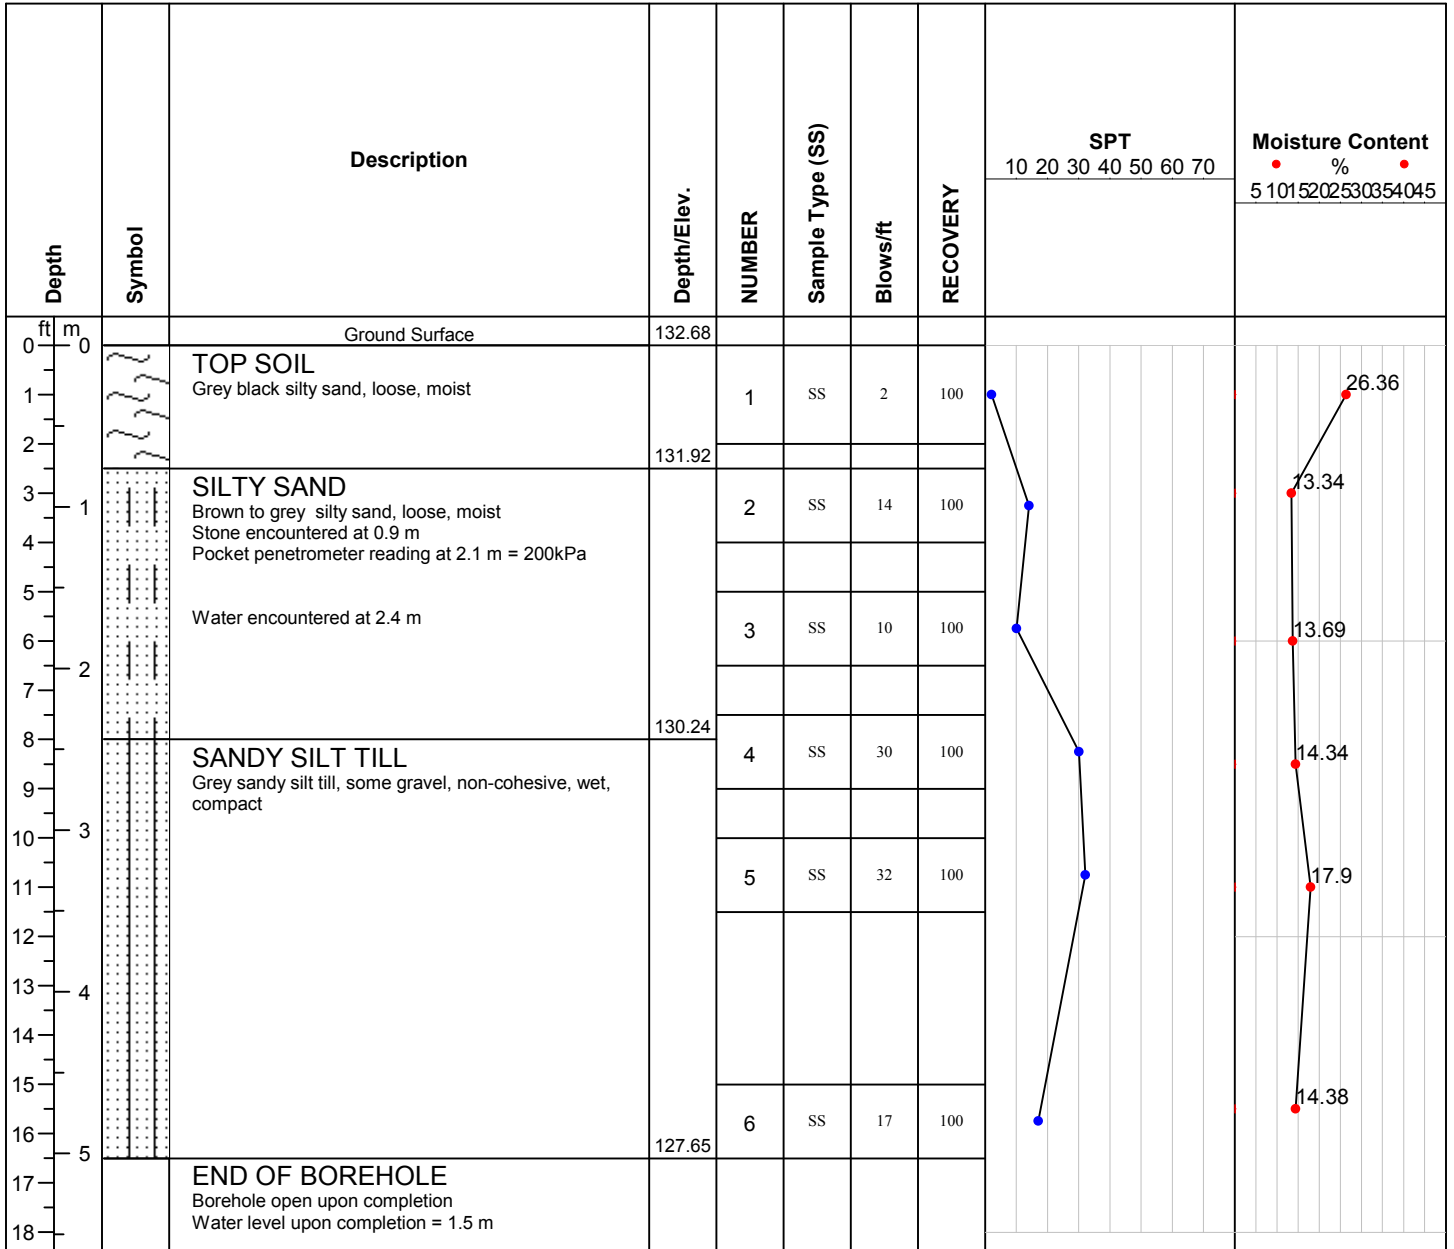 Depth
Symbol
Description
Depth/Elev.
NUMBER
Sample Type (SS)
Blows/ft
RECOVERY
SPT
10 20 30 40 50 60 70
Moisture Content
%
5 10 15 20 25 30 35 40 45
ft m
Ground Surface 132.68
0 0
TOP SOIL
Grey black silty sand, loose, moist
1 1 SS 2 100 26.36
2
131.92
SILTY SAND
3 13.34
Brown to grey silty sand, loose, moist
1 2 SS 14 100
Stone encountered at 0.9 m
4
Pocket penetrometer reading at 2.1 m = 200kPa
5
Water encountered at 2.4 m
6 3 SS 10 100 13.69
2
7
130.24
8
SANDY SILT TILL
4 SS 30 100 14.34
Grey sandy silt till, some gravel, non-cohesive, wet,
9
compact
10 3
11 5 SS 32 100 17.9
12
13 4
14
15
14.38
16 6 SS 17 100
127.65
5
END OF BOREHOLE
17
Borehole open upon completion
Water level upon completion = 1.5 m
18